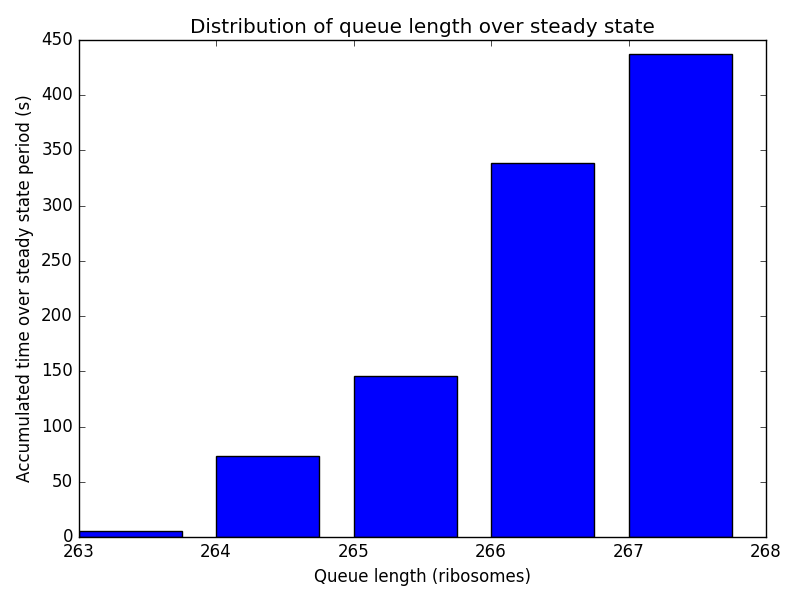 Distribution of queue length over steady state
Accumulated time over steady state period (s)
450
400
350
300
250
200
150
100
50
0
263 264 265 266 267 268
Queue length (ribosomes)